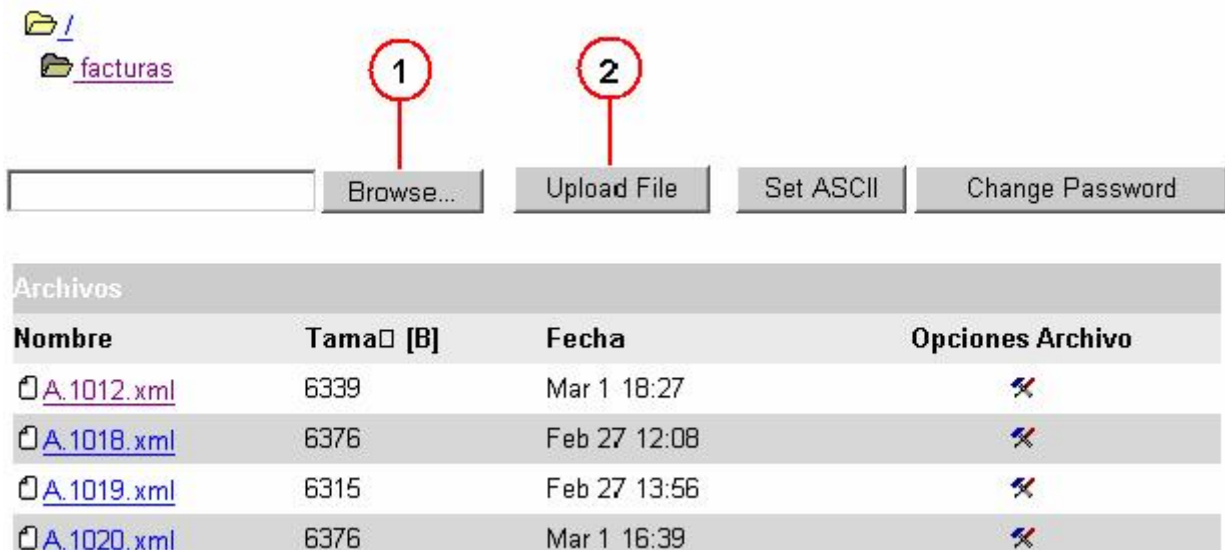 /
facturas
1 2
Browse... Upload File Set ASCII Change Password
Archivos
Nombre Tama□ [B] Fecha Opciones Archivo
A.1012.xml 6339 Mar 1 18:27
A.1018.xml 6376 Feb 27 12:08
A.1019.xml 6315 Feb 27 13:56
A.1020.xml 6376 Mar 1 16:39